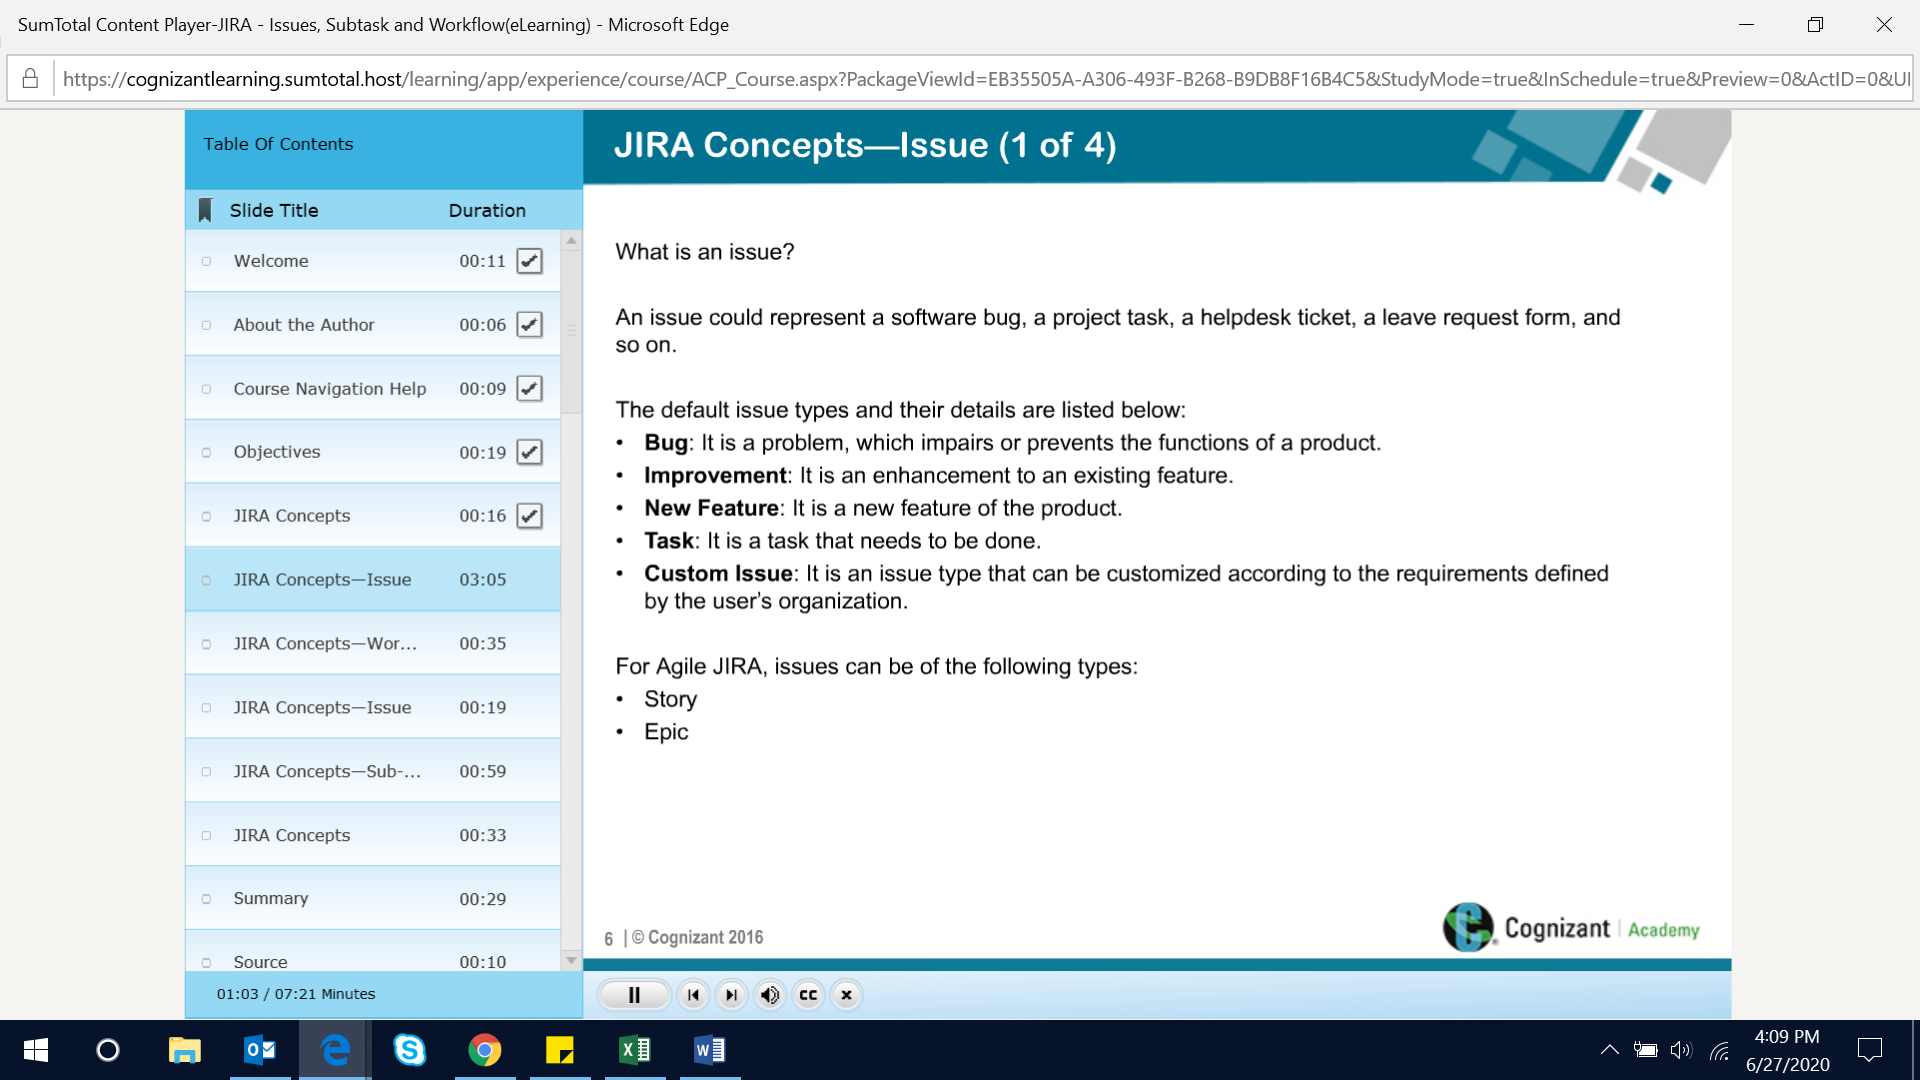 SumTotal Content Player-JIRA - Issues, Subtask and Workflow(eLearning) - Microsoft Edge
https://cognizantlearning.sumtotal.host/learning/app/experience/course/ACP_Course.aspx?PackageViewId=EB35505A-A306-493F-B268-B9DB8F16B4C5&StudyMode=true&InSchedule=true&Preview=0&ActID=0&UI
Table Of Contents
Slide Title Duration
Welcome 00:11
About the Author 00:06
Course Navigation Help 00:09
Objectives 00:19
JIRA Concepts 00:16
JIRA Concepts—Issue 03:05
JIRA Concepts—Wor... 00:35
JIRA Concepts—Issue 00:19
JIRA Concepts—Sub-... 00:59
JIRA Concepts 00:33
Summary 00:29
Source 00:10
01:03 / 07:21 Minutes
JIRA Concepts—Issue (1 of 4)
What is an issue?
An issue could represent a software bug, a project task, a helpdesk ticket, a leave request form, and
so on.
The default issue types and their details are listed below:
• Bug: It is a problem, which impairs or prevents the functions of a product.
• Improvement: It is an enhancement to an existing feature.
• New Feature: It is a new feature of the product.
• Task: It is a task that needs to be done.
• Custom Issue: It is an issue type that can be customized according to the requirements defined
by the user's organization.
For Agile JIRA, issues can be of the following types:
• Story
• Epic
6 | © Cognizant 2016
Cognizant | Academy
CC
4:09 PM
6/27/2020